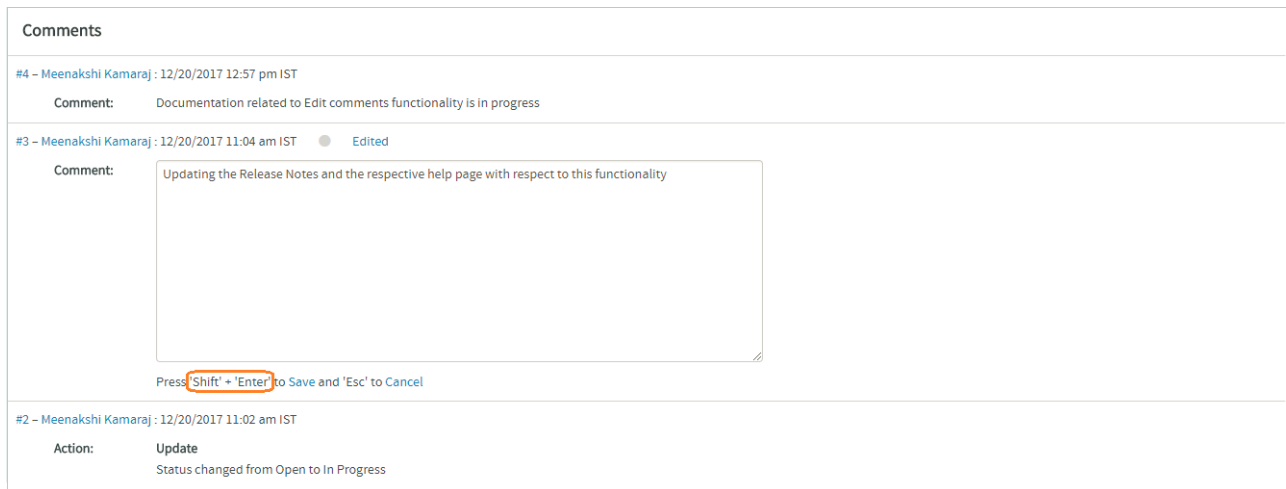 Comments
#4 – Meenakshi Kamaraj : 12/20/2017 12:57 pm IST
Comment: Documentation related to Edit comments functionality is in progress
#3 – Meenakshi Kamaraj : 12/20/2017 11:04 am IST Edited
Comment: Updating the Release Notes and the respective help page with respect to this functionality
Press 'Shift' + 'Enter' to Save and 'Esc' to Cancel
#2 – Meenakshi Kamaraj : 12/20/2017 11:02 am IST
Action: Update
Status changed from Open to In Progress